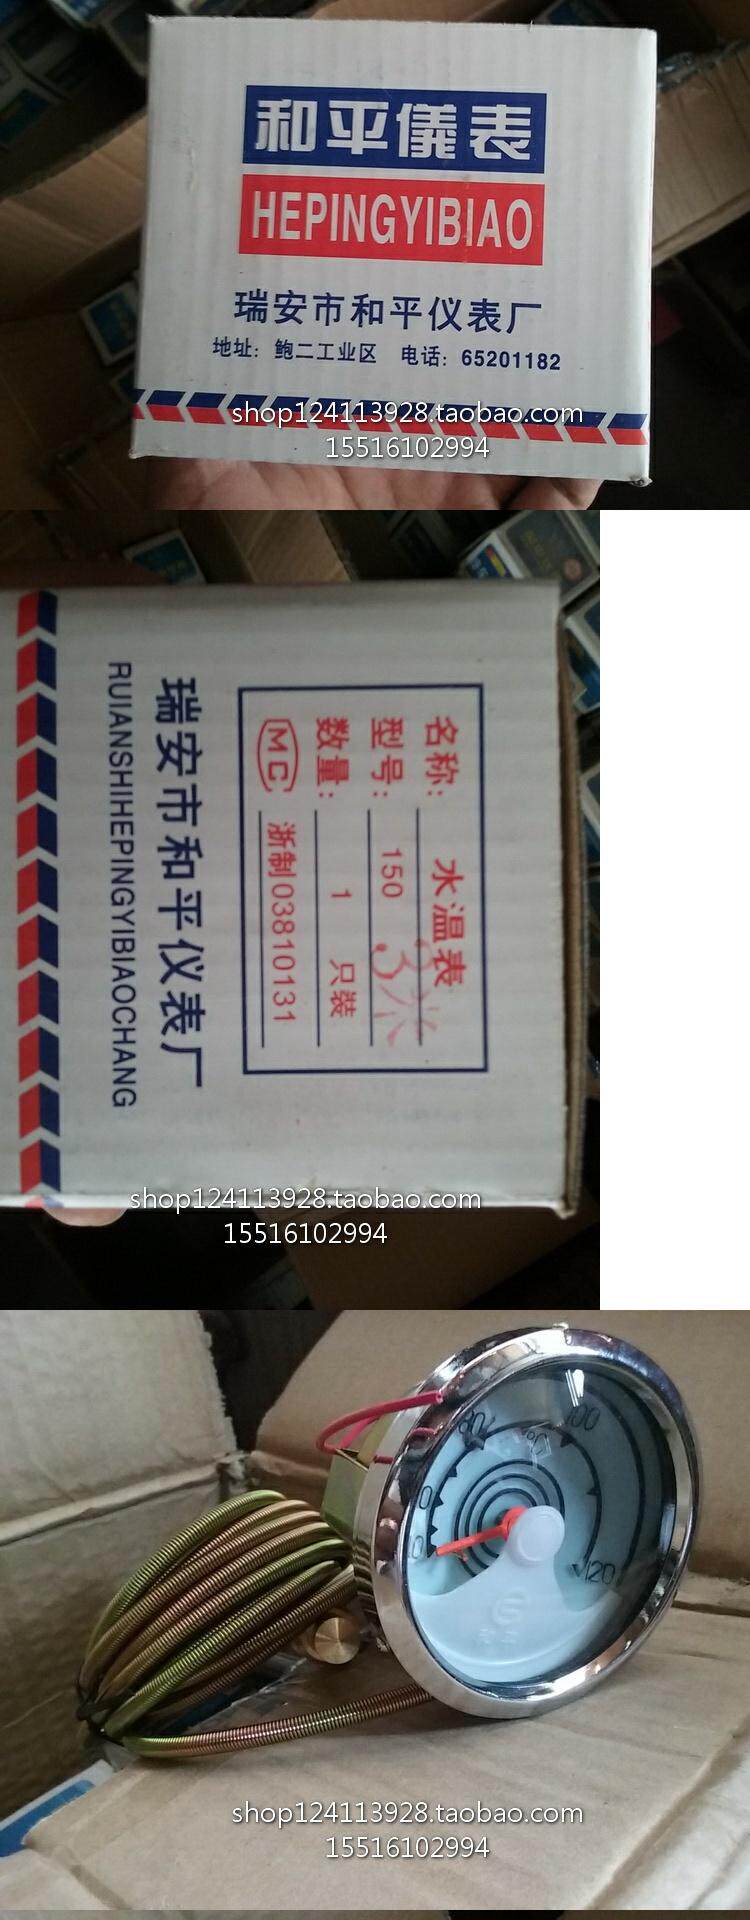 和平儀表
HEPINGYIBIAO
瑞安市和平仪表厂
地址: 鲍二工业区 电话: 65201182
shop124113928.taobao.com
15516102994
名称: 水温表
型号: 150 3米
数量: 1 只装
MC 浙制03810131
瑞安市和平仪表厂
RUIANSHIHEPINGYIBIAOCHANG
shop124113928.taobao.com
15516102994
100
°C
120
shop124113928.taobao.com
15516102994